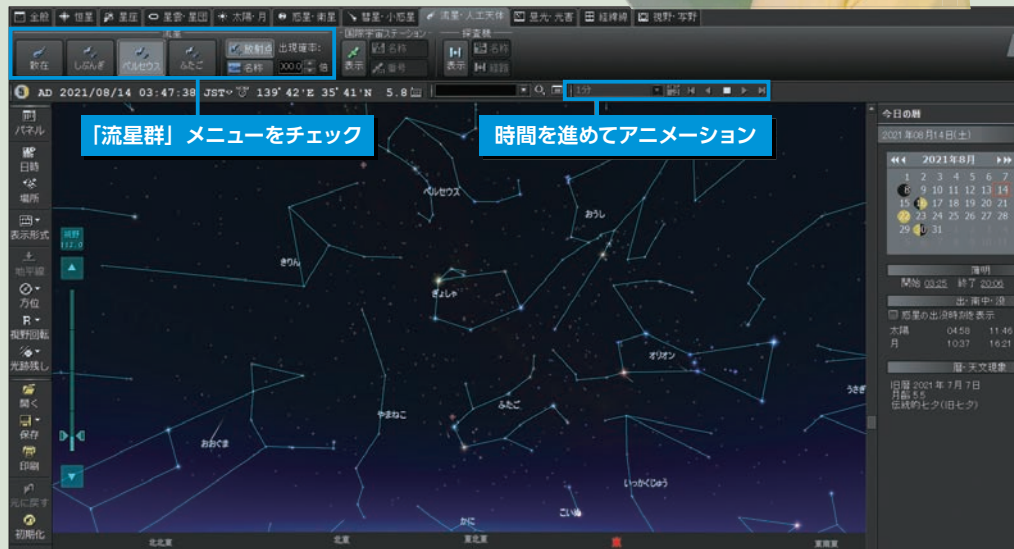 全般 恒星 星座 星雲・星団 太陽・月 惑星・衛星 彗星・小惑星 流星・人工天体 星光・光害 経緯線 視野・写野
流星 国際宇宙ステーション 探査機
散在 しぶんぎ ペルセウス ふたご 放射点 出現確率: 表示 名称 表示 名称
名称 300.0 倍 番号 経路
AD 2021/08/14 03:47:38 JST 139°42'E 35°41'N 5.8 1分
「流星群」メニューをチェック
時間を進めてアニメーション
パネル
日時
場所
表示形式
地平線
方位
視野回転
光跡残し
開く
保存
印刷
元に戻す
初期化
視野
112.0
ペルセウス
おうし
きりん
ぎょしゃ
オリオン
うさぎ
ふたご
やまねこ
おおぐま
いっかくじゅう
こいぬ
かに
北北東 北東 東北東 東 東南東
今日の暦
2021年08月14日(土)
2021年8月
1 2 3 4 5 6 7
8 9 10 11 12 13 14
15 16 17 18 19 20 21
22 23 24 25 26 27 28
29 30 31
薄明
開始 03:25 終了 20:06
出・南中・没
惑星の出没時刻を表示
太陽 04:58 11:46
月 10:37 16:21
暦・天文現象
旧暦 2021年 7月 7日
月齢 5.5
伝統的七夕(旧七夕)